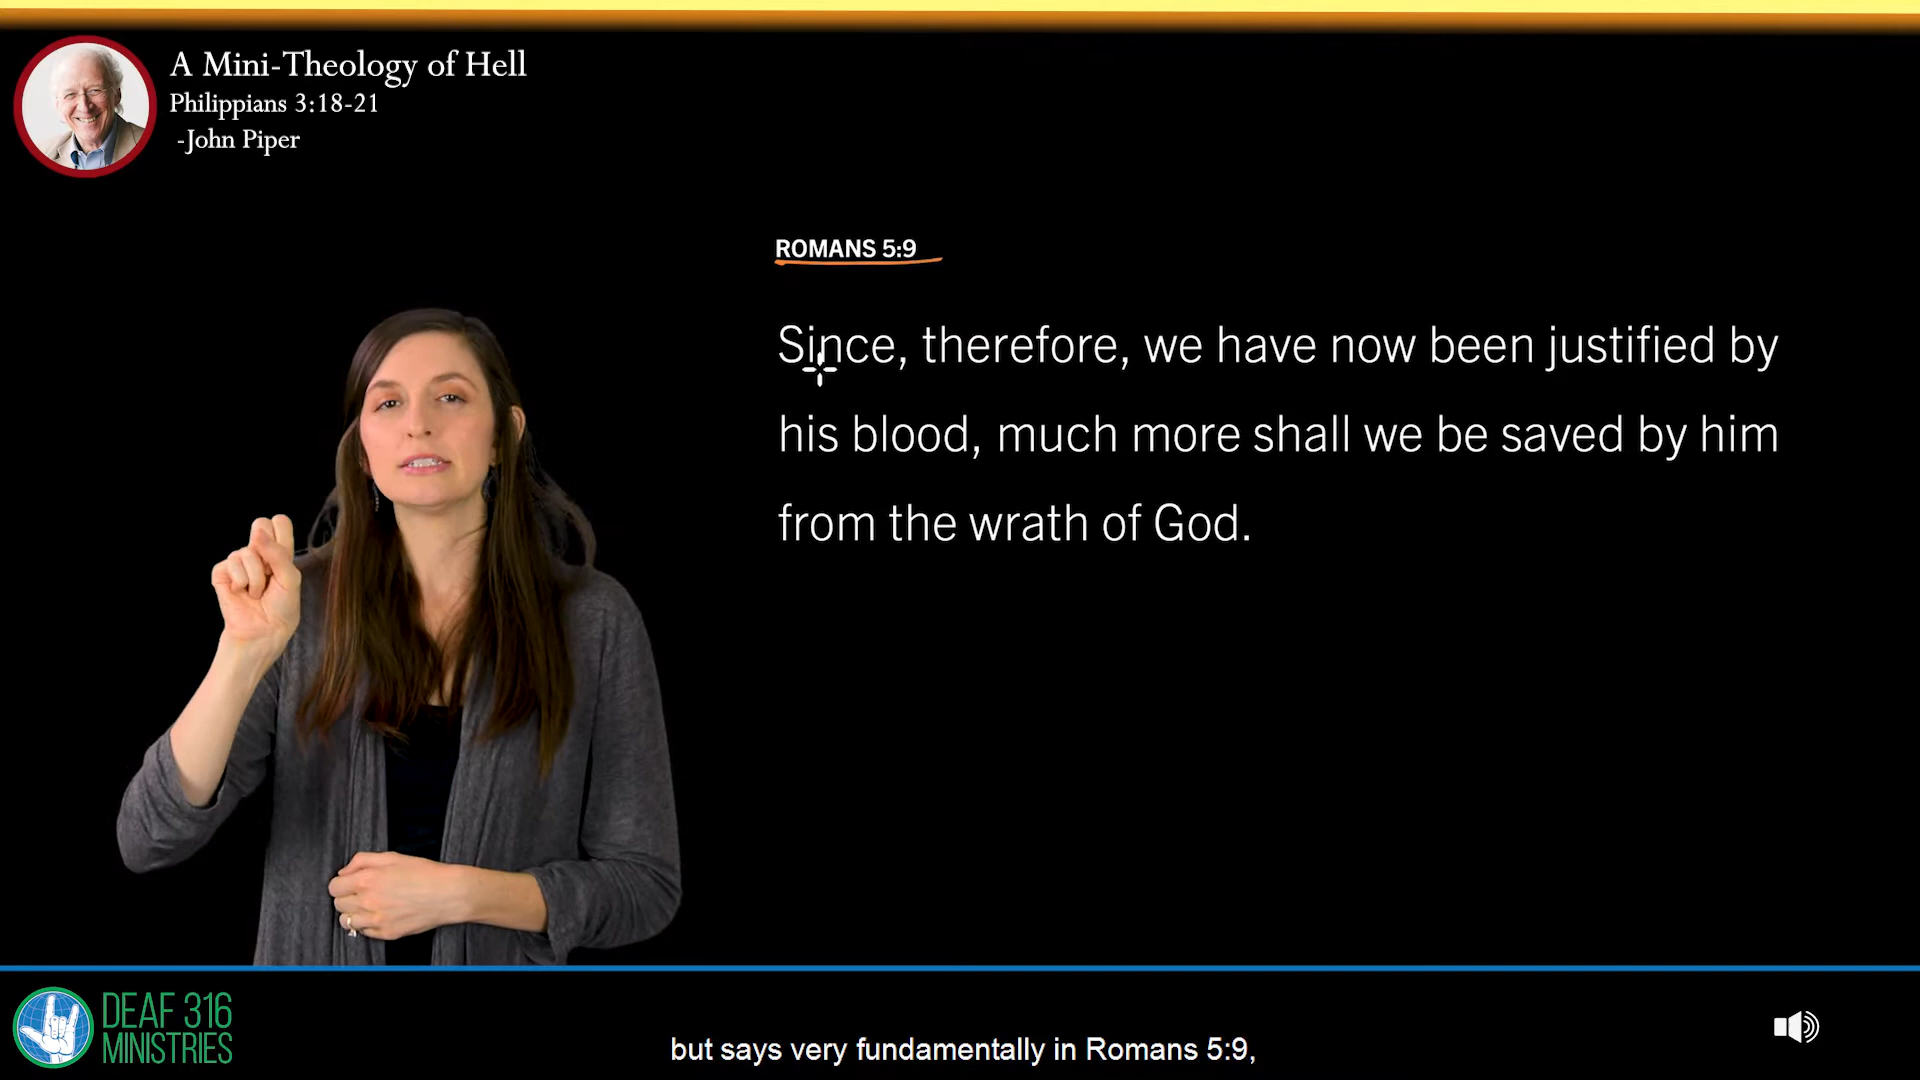 A Mini-Theology of Hell
Philippians 3:18-21
-John Piper
ROMANS 5:9
Since, therefore, we have now been justified by
his blood, much more shall we be saved by him
from the wrath of God.
DEAF 316
MINISTRIES
but says very fundamentally in Romans 5:9,